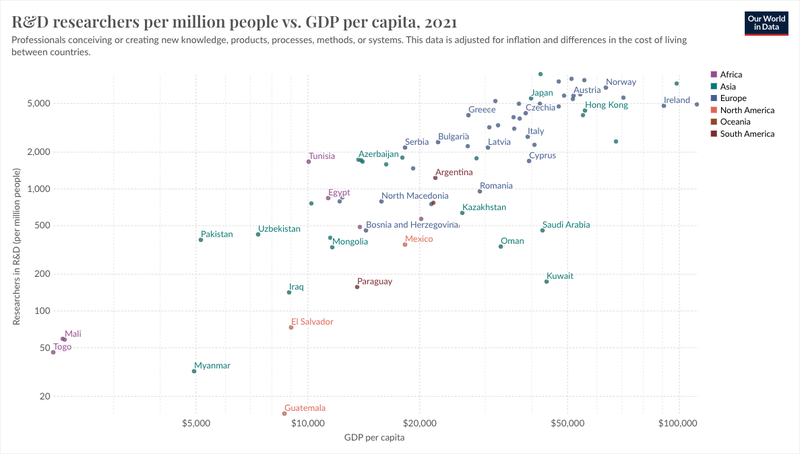 R&D researchers per million people vs. GDP per capita, 2021
Professionals conceiving or creating new knowledge, products, processes, methods, or systems. This data is adjusted for inflation and differences in the cost of living
between countries.
Our World
in Data
Researchers in R&D (per million people)
5,000
2,000
1,000
500
200
100
50
20
Norway
Japan
Austria
Hong Kong
Ireland
Greece
Czechia
Serbia
Bulgaria
Latvia
Italy
Tunisia
Azerbaijan
Cyprus
Argentina
Egypt
North Macedonia
Romania
Kazakhstan
Pakistan
Uzbekistan
Bosnia and Herzegovina
Saudi Arabia
Mongolia
Mexico
Oman
Iraq
Paraguay
Kuwait
El Salvador
Mali
Togo
Myanmar
Guatemala
$5,000
$10,000
$20,000
$50,000
$100,000
GDP per capita
Africa
Asia
Europe
North America
Oceania
South America